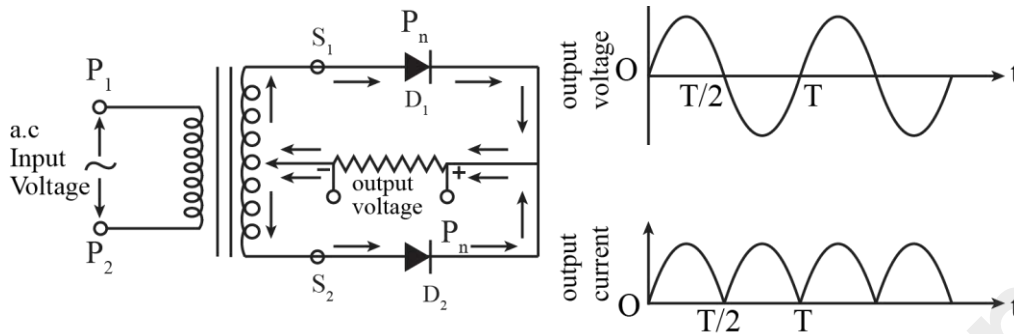 P1
a.c
Input
Voltage
P2
S1
Pn
D1
−
+
output
voltage
S2
Pn
D2
output
voltage
O
T/2
T
t
output
current
O
T/2
T
t